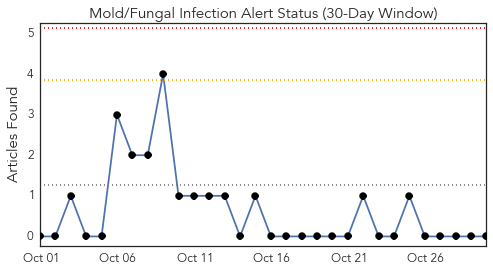 Mold/Fungal Infection Alert Status (30-Day Window)
Articles Found
5
4
3
2
1
0
Oct 01 Oct 06 Oct 11 Oct 16 Oct 21 Oct 26